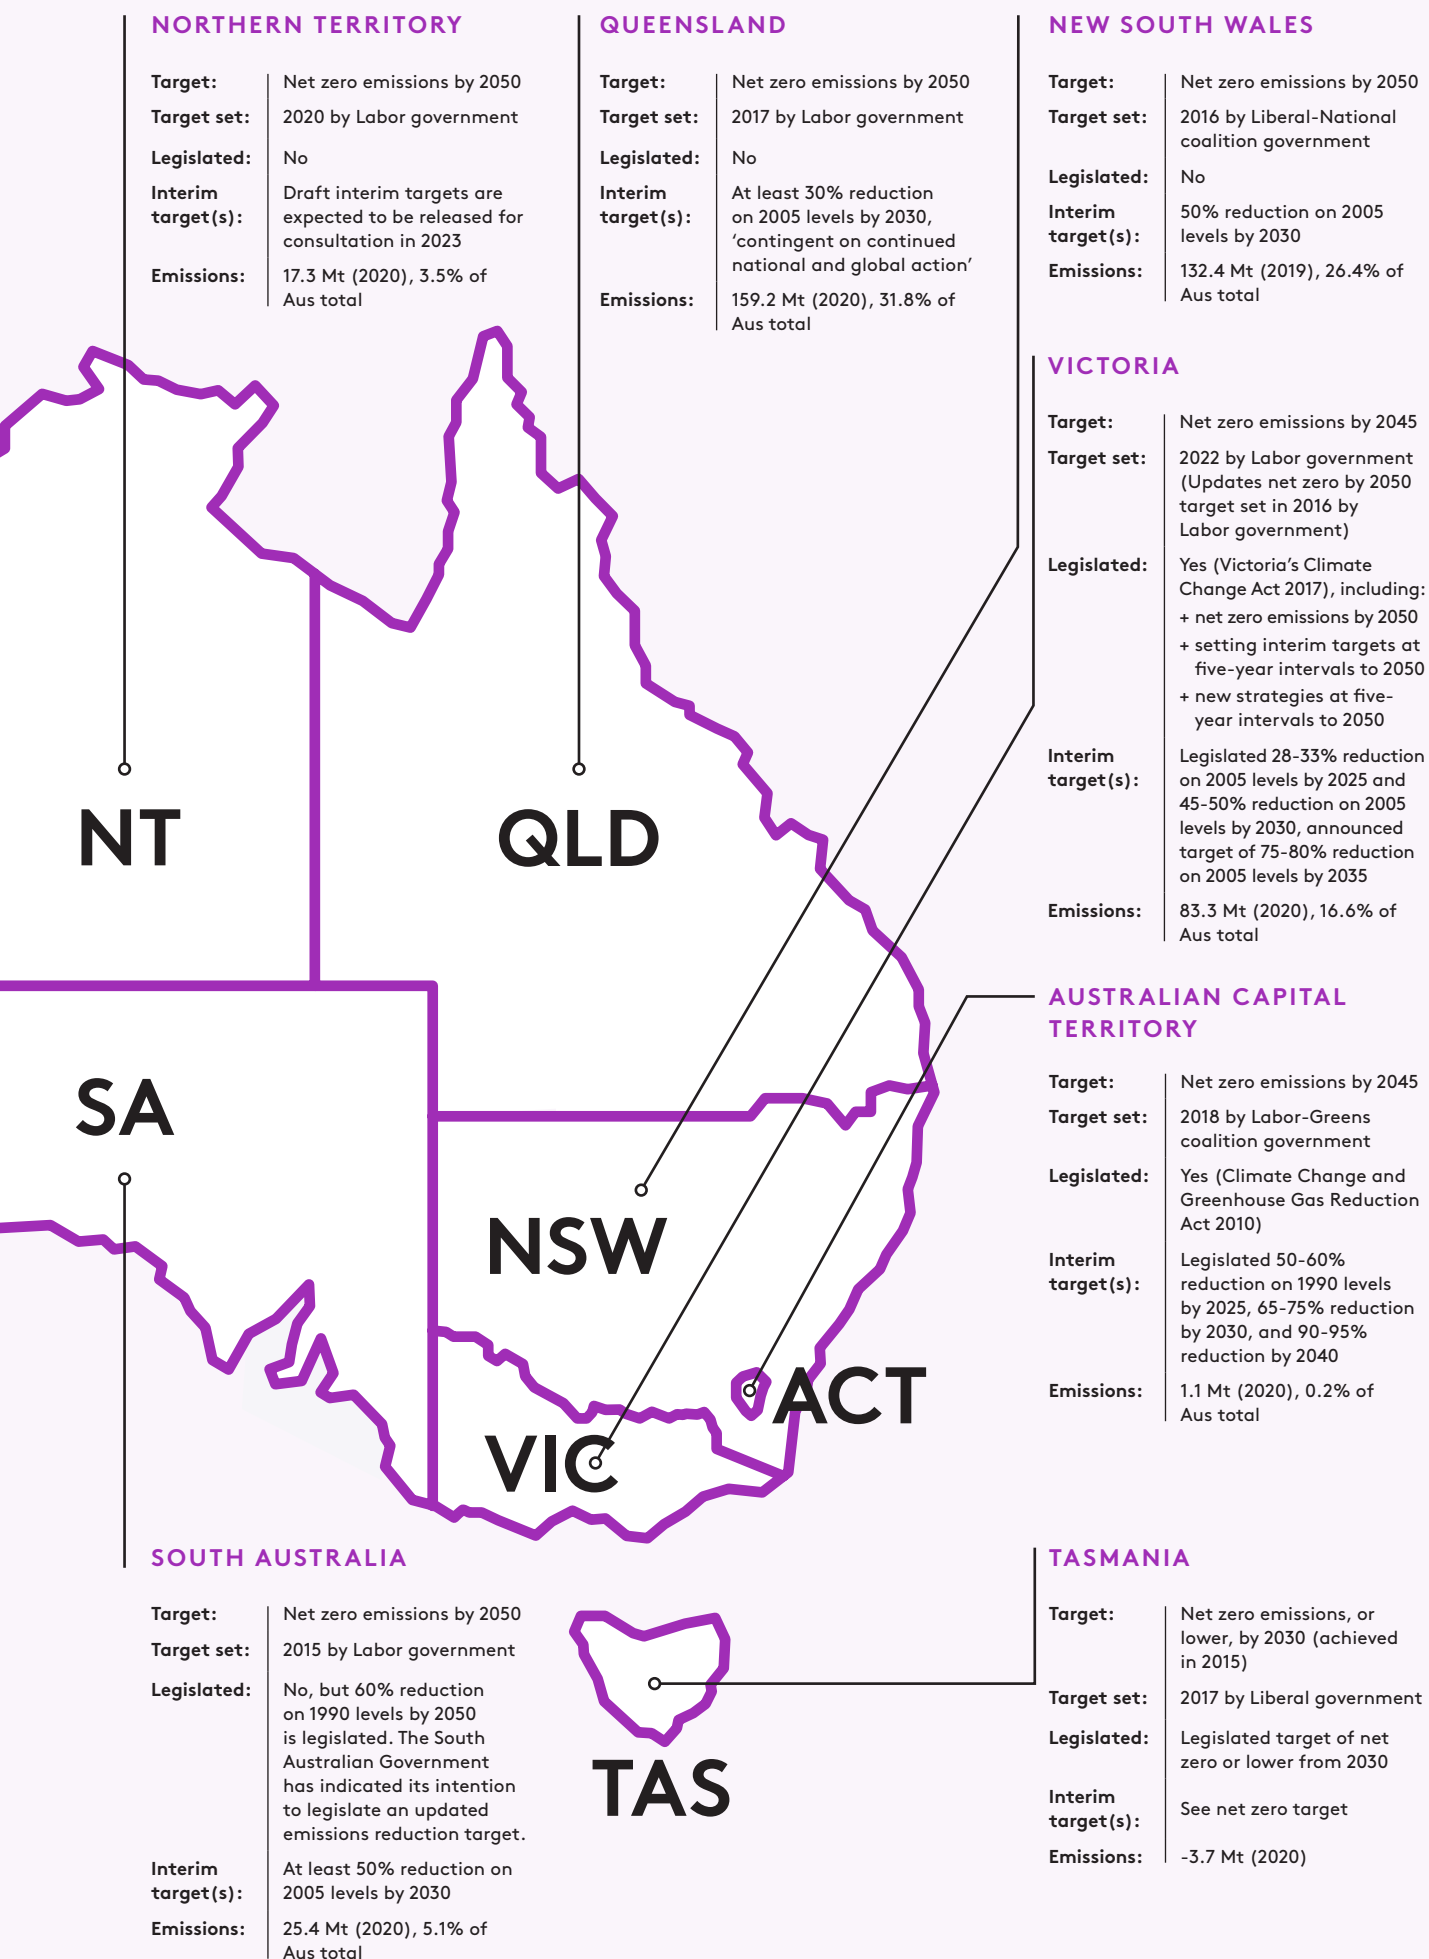 NORTHERN TERRITORY
Target: Net zero emissions by 2050
Target set: 2020 by Labor government
Legislated: No
Interim Draft interim targets are
target(s): expected to be released for
consultation in 2023
Emissions: 17.3 Mt (2020), 3.5% of
Aus total
QUEENSLAND
Target: Net zero emissions by 2050
Target set: 2017 by Labor government
Legislated: No
Interim At least 30% reduction
target(s): on 2005 levels by 2030,
‘contingent on continued
national and global action’
Emissions: 159.2 Mt (2020), 31.8% of
Aus total
NEW SOUTH WALES
Target: Net zero emissions by 2050
Target set: 2016 by Liberal-National
coalition government
Legislated: No
Interim 50% reduction on 2005
target(s): levels by 2030
Emissions: 132.4 Mt (2019), 26.4% of
Aus total
VICTORIA
Target: Net zero emissions by 2045
Target set: 2022 by Labor government
(Updates net zero by 2050
target set in 2016 by
Labor government)
Legislated: Yes (Victoria’s Climate
Change Act 2017), including:
+ net zero emissions by 2050
+ setting interim targets at
five-year intervals to 2050
+ new strategies at five-
year intervals to 2050
Interim Legislated 28-33% reduction
target(s): on 2005 levels by 2025 and
45-50% reduction on 2005
levels by 2030, announced
target of 75-80% reduction
on 2005 levels by 2035
Emissions: 83.3 Mt (2020), 16.6% of
Aus total
AUSTRALIAN CAPITAL
TERRITORY
Target: Net zero emissions by 2045
Target set: 2018 by Labor-Greens
coalition government
Legislated: Yes (Climate Change and
Greenhouse Gas Reduction
Act 2010)
Interim Legislated 50-60%
target(s): reduction on 1990 levels
by 2025, 65-75% reduction
by 2030, and 90-95%
reduction by 2040
Emissions: 1.1 Mt (2020), 0.2% of
Aus total
NT
QLD
SA
NSW
ACT
VIC
TAS
SOUTH AUSTRALIA
Target: Net zero emissions by 2050
Target set: 2015 by Labor government
Legislated: No, but 60% reduction
on 1990 levels by 2050
is legislated. The South
Australian Government
has indicated its intention
to legislate an updated
emissions reduction target.
Interim At least 50% reduction on
target(s): 2005 levels by 2030
Emissions: 25.4 Mt (2020), 5.1% of
Aus total
TASMANIA
Target: Net zero emissions, or
lower, by 2030 (achieved
in 2015)
Target set: 2017 by Liberal government
Legislated: Legislated target of net
zero or lower from 2030
Interim
target(s): See net zero target
Emissions: -3.7 Mt (2020)